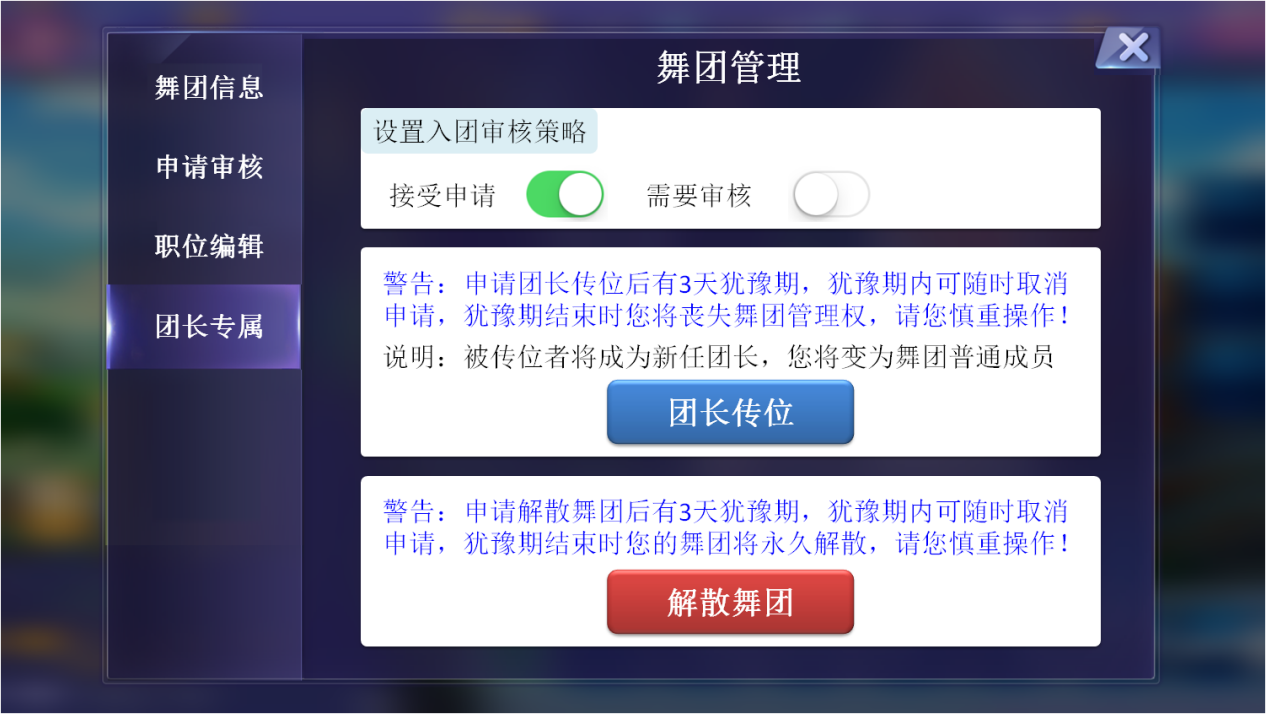 舞团管理
舞团信息
申请审核
职位编辑
团长专属
设置入团审核策略
接受申请 需要审核
警告：申请团长传位后有3天犹豫期，犹豫期内可随时取消
申请，犹豫期结束时您将丧失舞团管理权，请您慎重操作！
说明：被传位者将成为新任团长，您将变为舞团普通成员
团长传位
警告：申请解散舞团后有3天犹豫期，犹豫期内可随时取消
申请，犹豫期结束时您的舞团将永久解散，请您慎重操作！
解散舞团